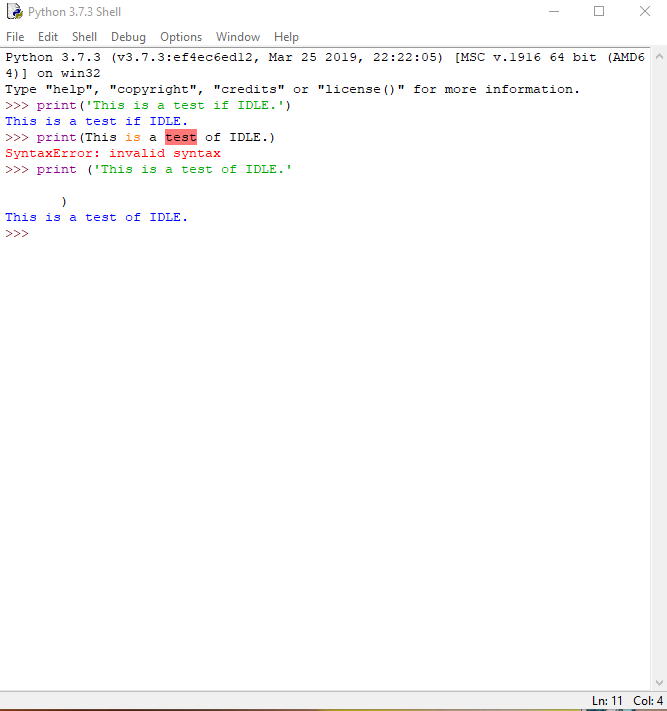 Python 3.7.3 Shell
File Edit Shell Debug Options Window Help
Python 3.7.3 (v3.7.3:ef4ec6ed12, Mar 25 2019, 22:22:05) [MSC v.1916 64 bit (AMD6
4)] on win32
Type "help", "copyright", "credits" or "license()" for more information.
>>> print('This is a test if IDLE.')
This is a test if IDLE.
>>> print(This is a test of IDLE.)
SyntaxError: invalid syntax
>>> print ('This is a test of IDLE.'
)
This is a test of IDLE.
>>>
Ln: 11 Col: 4